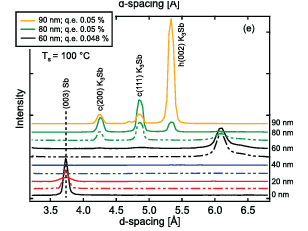 d-spacing [Å]
90 nm; q.e. 0.05 %
80 nm; q.e. 0.05 %
60 nm; q.e. 0.048 %
(e)
Ts = 100 °C
(003) Sb
c(200) K3Sb
c(111) K3Sb
h(002) K3Sb
Intensity
90 nm
80 nm
60 nm
40 nm
20 nm
0 nm
3.5 4.0 4.5 5.0 5.5 6.0 6.5
d-spacing [Å]